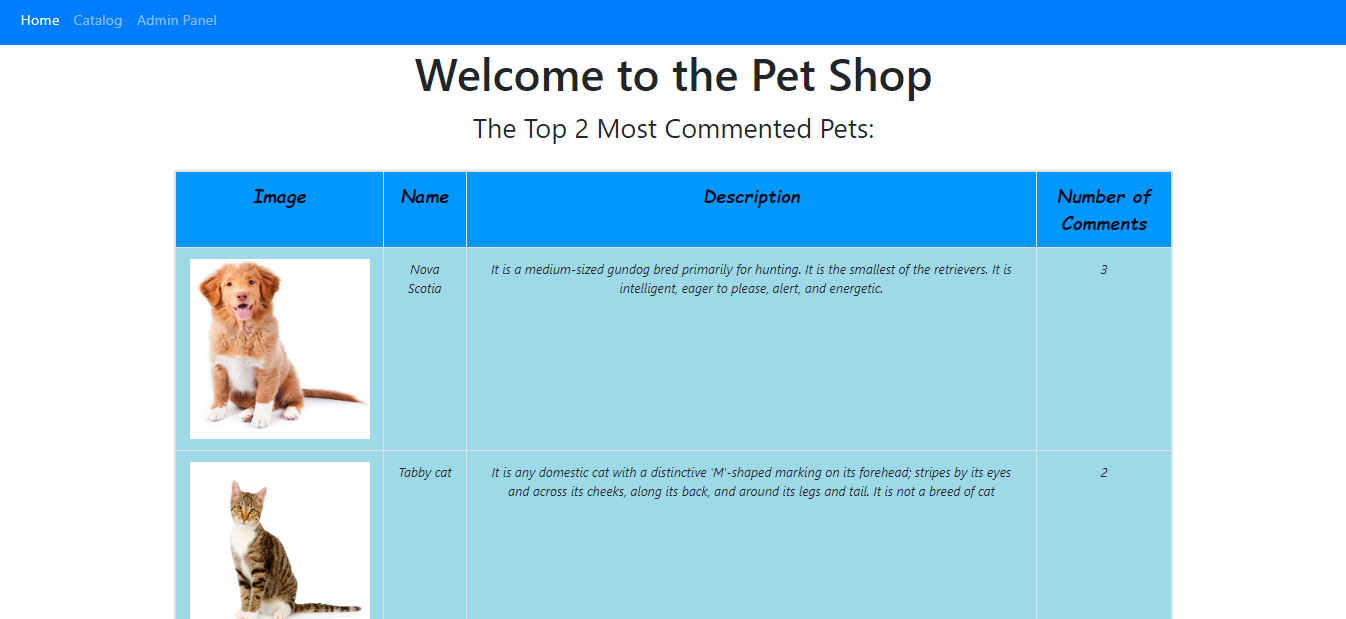 Home Catalog Admin Panel
Welcome to the Pet Shop
The Top 2 Most Commented Pets:
Image Name Description Number of
Comments
Nova It is a medium-sized gundog bred primarily for hunting. It is the smallest of the retrievers. It is 3
Scotia intelligent, eager to please, alert, and energetic.
Tabby cat It is any domestic cat with a distinctive 'M'-shaped marking on its forehead; stripes by its eyes 2
and across its cheeks, along its back, and around its legs and tail. It is not a breed of cat